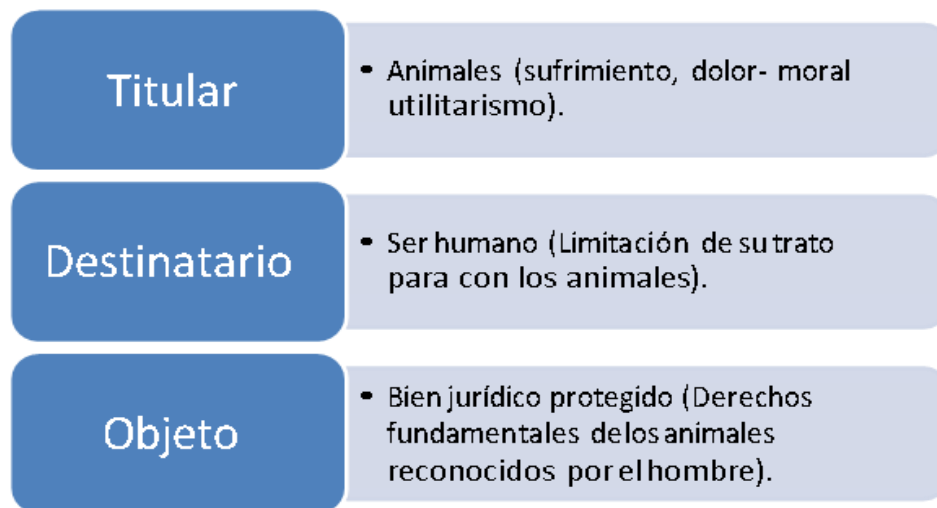 Titular
• Animales (sufrimiento, dolor- moral
utilitarismo).
Destinatario
• Ser humano (Limitación de su trato
para con los animales).
Objeto
• Bien jurídico protegido (Derechos
fundamentales delos animales
reconocidos por el hombre).